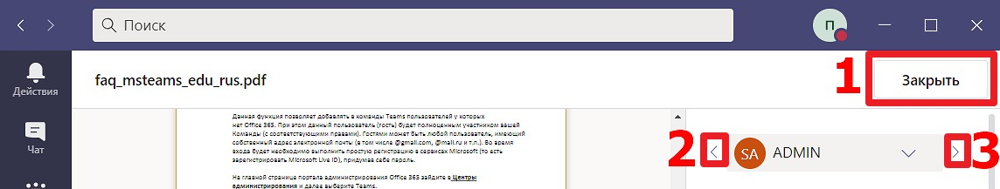 Поиск
П
1
Закрыть
faq_msteams_edu_rus.pdf
Действия
Чат
Данная функция позволяет добавлять в команды Teams пользователей у которых
нет Office 365. При этом данный пользователь (гость) будет полноценным участником вашей
Команды (с соответствующими правами). Гостями может быть любой пользователь, имеющий
собственный адрес электронной почты (в том числе @gmail.com, @mail.ru и т.п.). Во время
входа будет необходимо выполнить простую регистрацию в сервисах Microsoft (то есть
зарегистрировать Microsoft Live ID), придумав себе пароль.
На главной странице портала администрирования Office 365 зайдите в Центры
администрирования и далее выберите Teams.
2
SA ADMIN
3